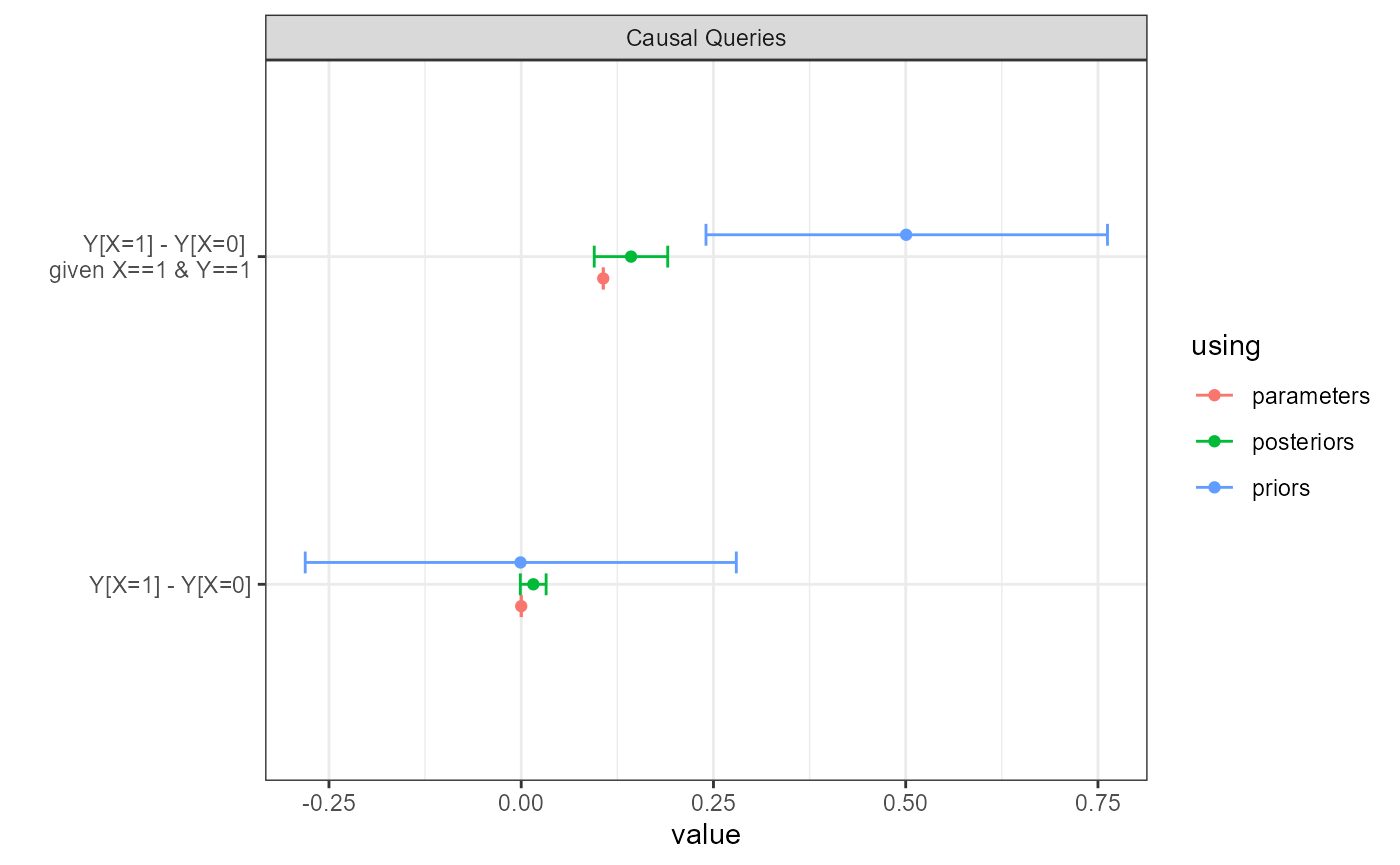 Causal Queries
Y[X=1] - Y[X=0]
given X==1 & Y==1
Y[X=1] - Y[X=0]
-0.25
0.00
0.25
0.50
0.75
value
using
parameters
posteriors
priors